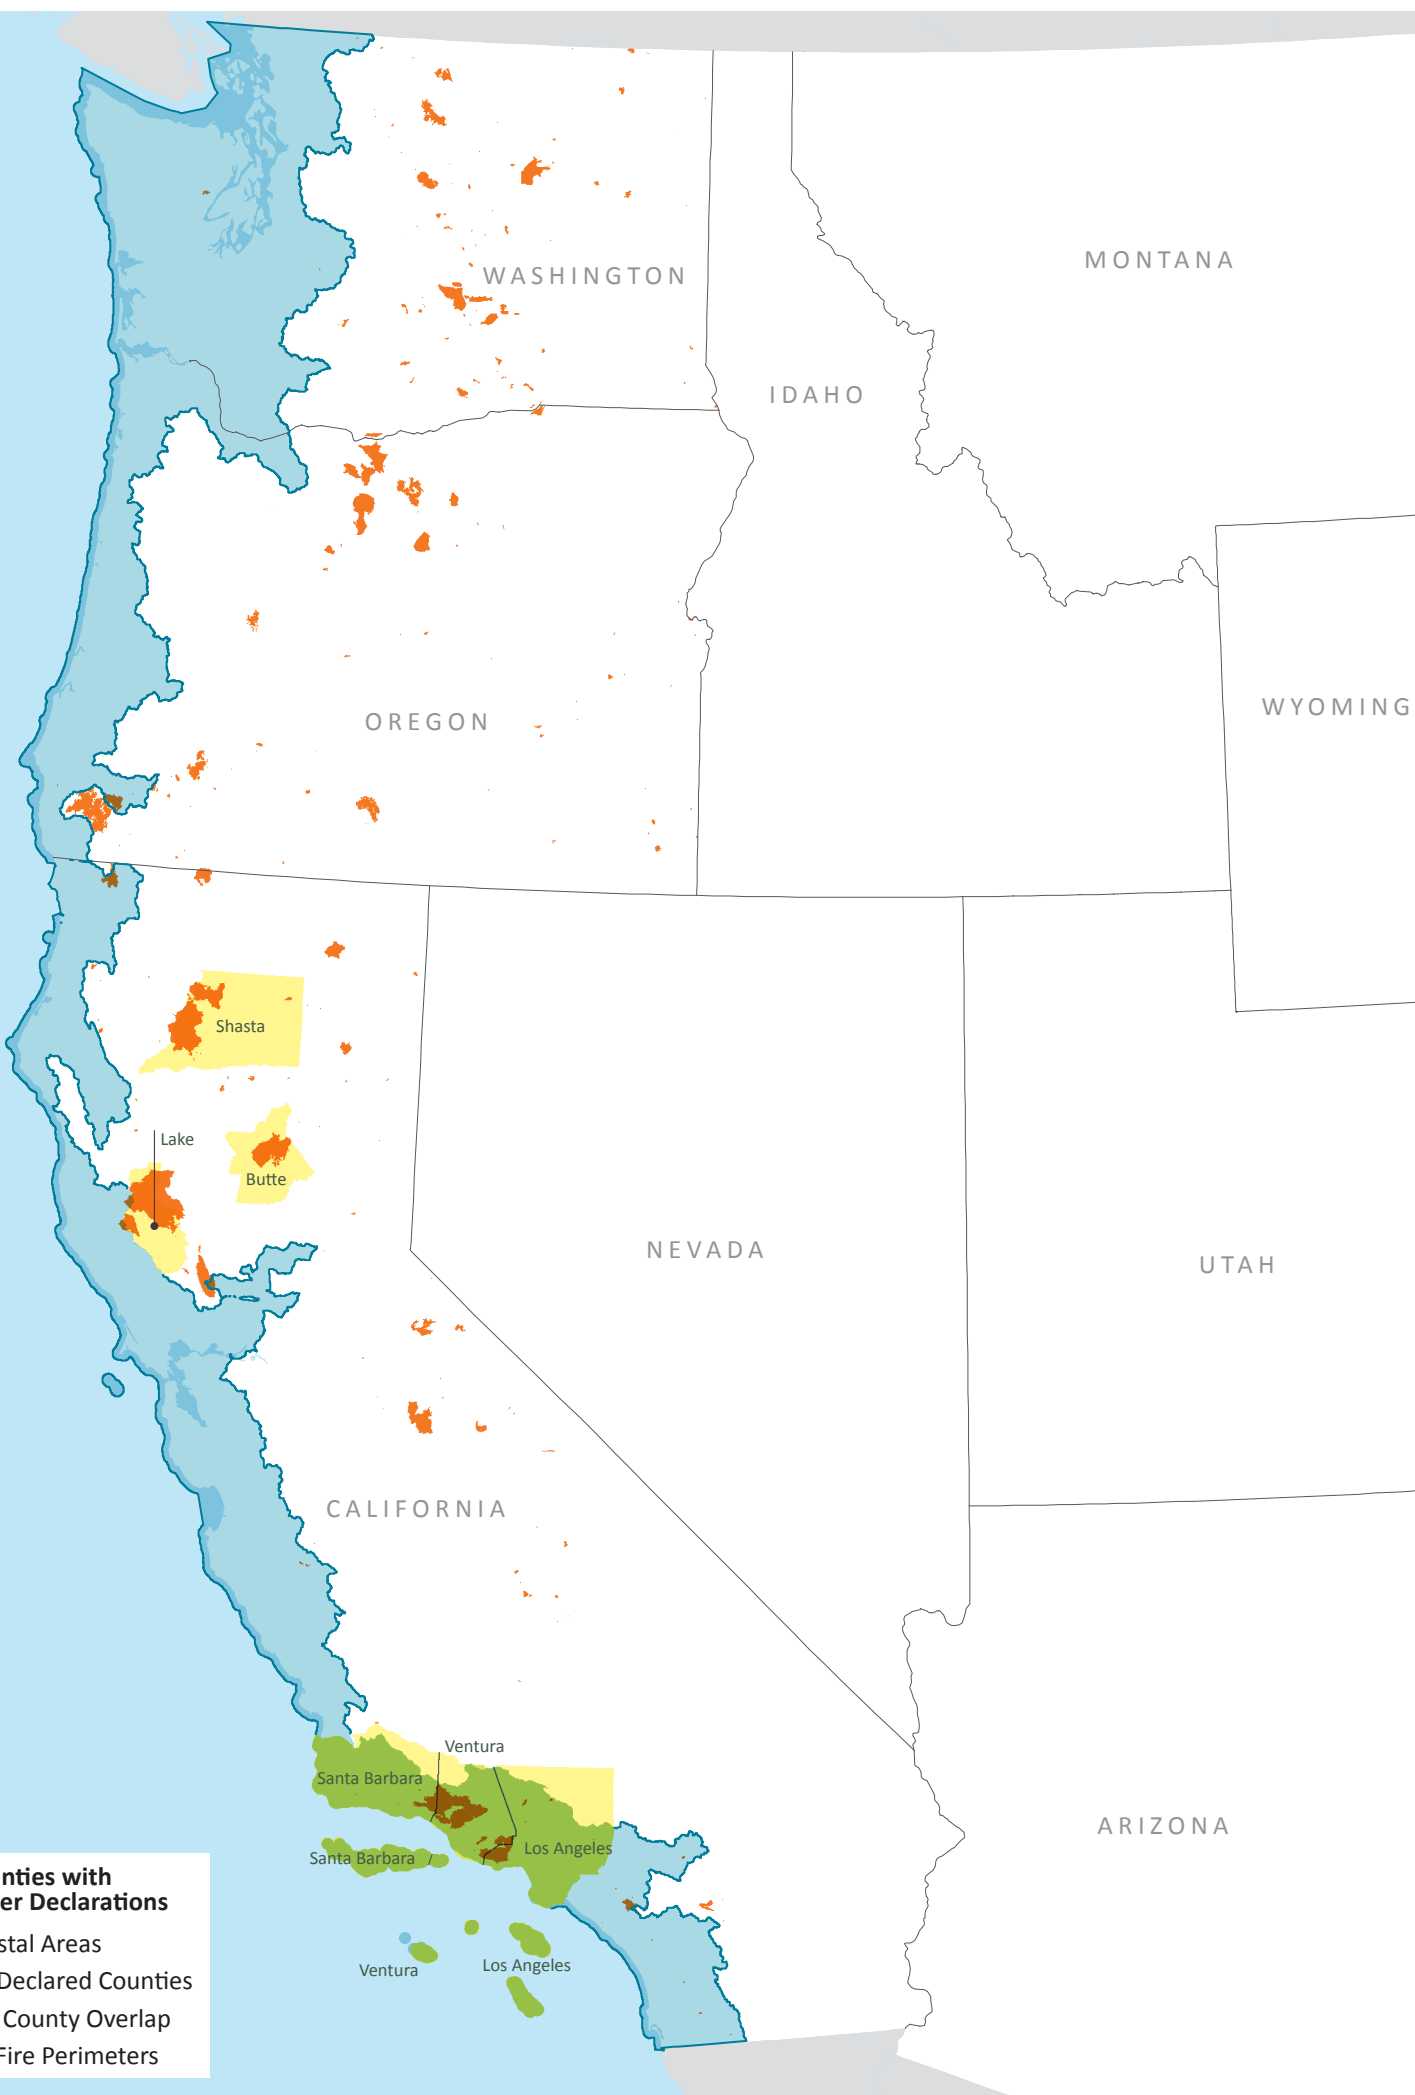 WASHINGTON
MONTANA
IDAHO
OREGON
WYOMING
Shasta
Lake
Butte
NEVADA
UTAH
CALIFORNIA
Ventura
Santa Barbara
ARIZONA
Los Angeles
Santa Barbara
Ventura
Los Angeles
nties with
er Declarations
stal Areas
Declared Counties
County Overlap
Fire Perimeters